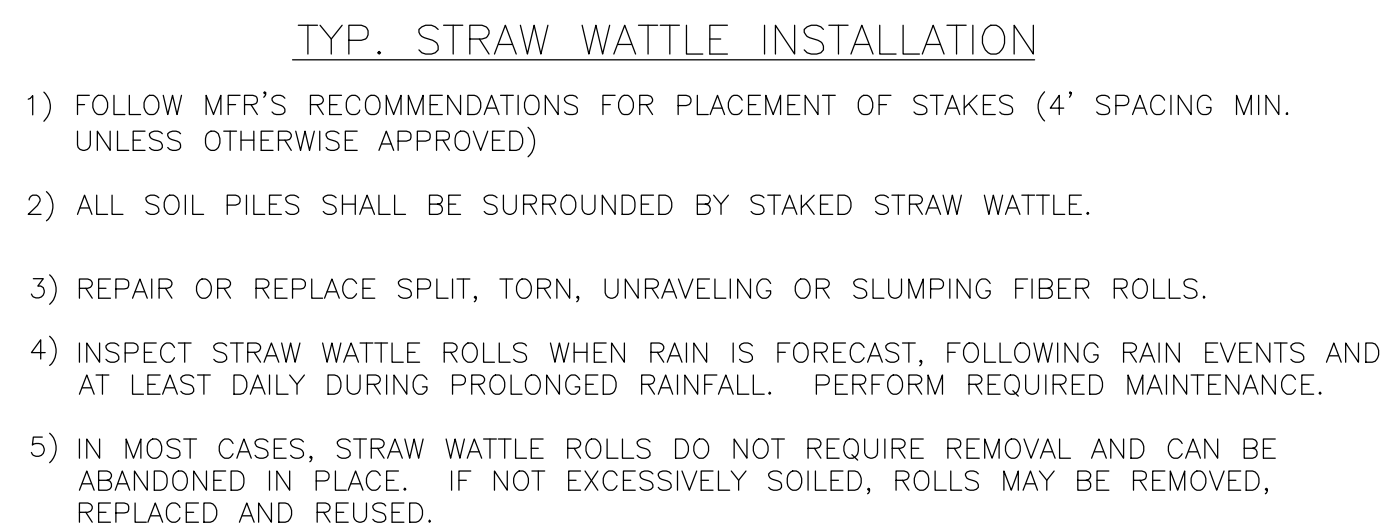 TYP. STRAW WATTLE INSTALLATION
1) FOLLOW MFR'S RECOMMENDATIONS FOR PLACEMENT OF STAKES (4' SPACING MIN.
UNLESS OTHERWISE APPROVED)
2) ALL SOIL PILES SHALL BE SURROUNDED BY STAKED STRAW WATTLE.
3) REPAIR OR REPLACE SPLIT, TORN, UNRAVELING OR SLUMPING FIBER ROLLS.
4) INSPECT STRAW WATTLE ROLLS WHEN RAIN IS FORECAST, FOLLOWING RAIN EVENTS AND
AT LEAST DAILY DURING PROLONGED RAINFALL. PERFORM REQUIRED MAINTENANCE.
5) IN MOST CASES, STRAW WATTLE ROLLS DO NOT REQUIRE REMOVAL AND CAN BE
ABANDONED IN PLACE. IF NOT EXCESSIVELY SOILED, ROLLS MAY BE REMOVED,
REPLACED AND REUSED.